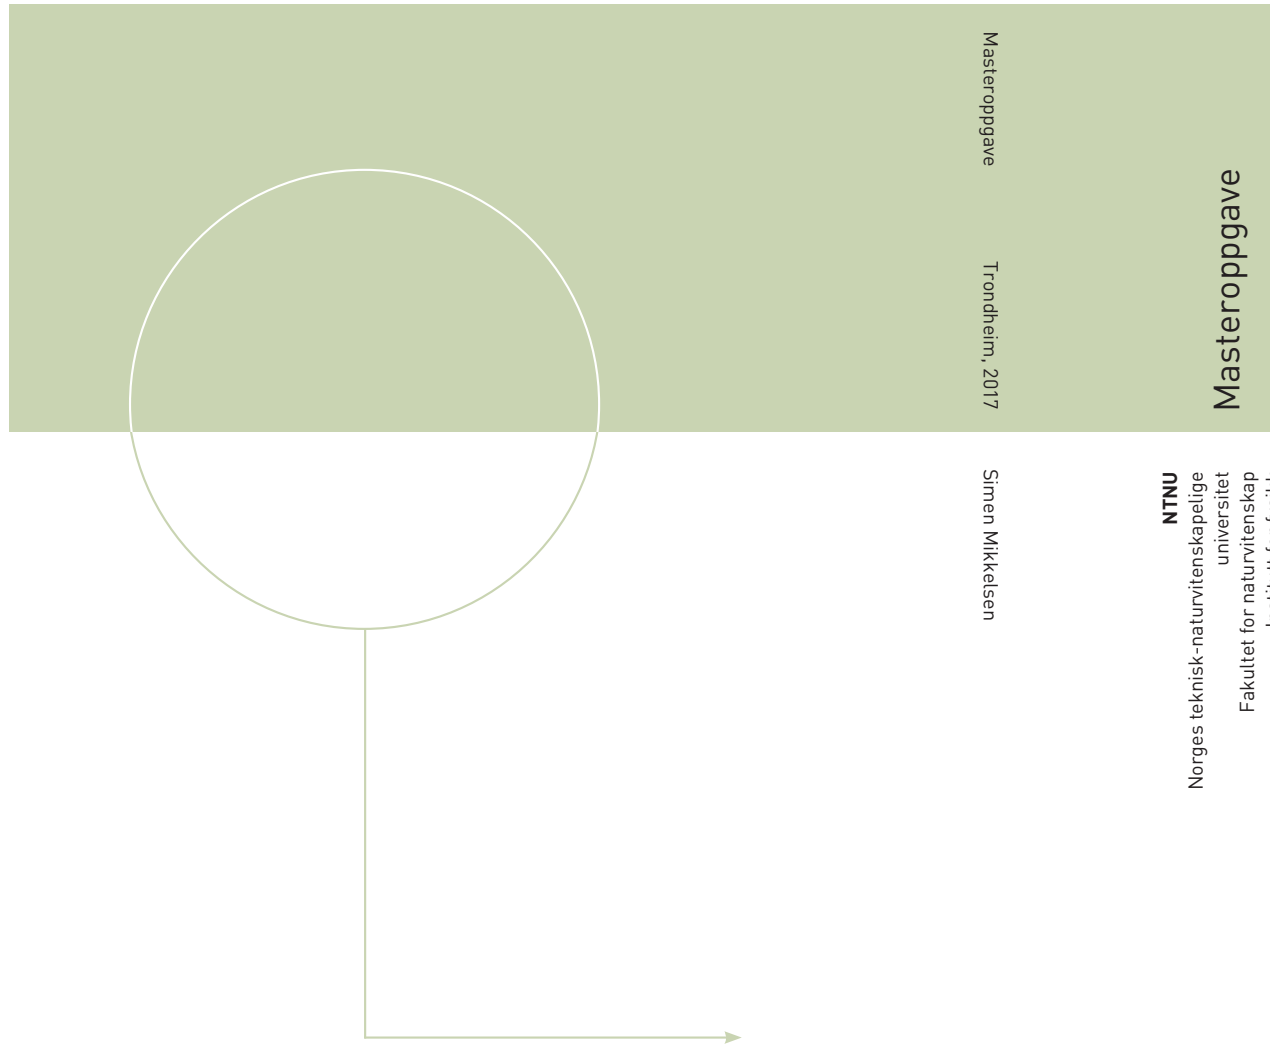 Masteroppgave
Trondheim, 2017
Simen Mikkelsen
Masteroppgave
NTNU
Norges teknisk-naturvitenskapelige
universitet
Fakultet for naturvitenskap